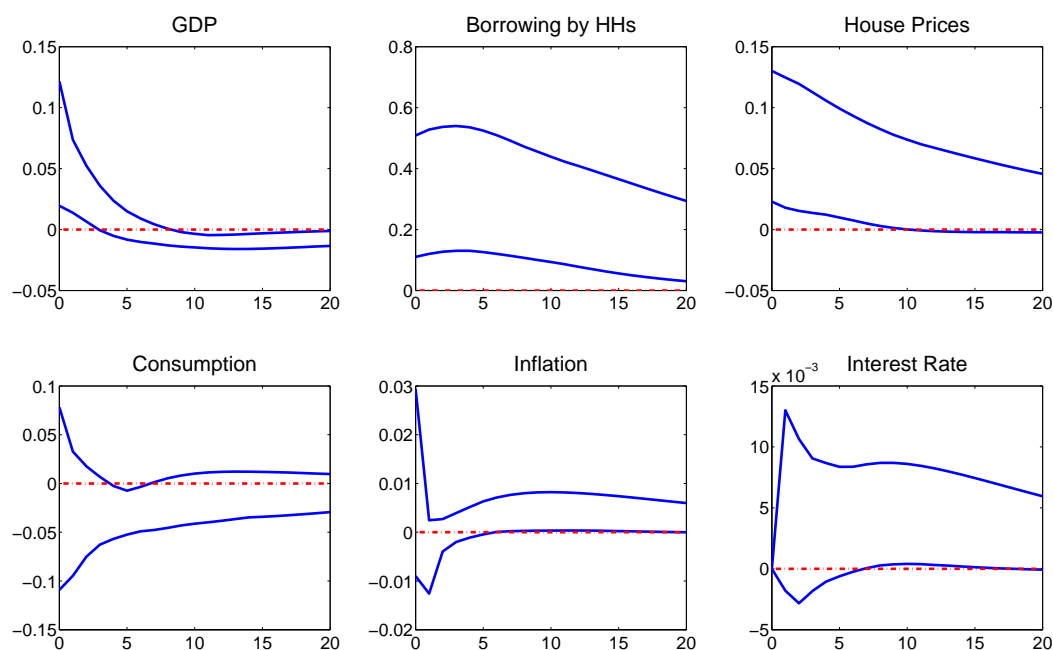 GDP
Borrowing by HHs
House Prices
0.15
0.1
0.05
0
−0.05
0 5 10 15 20
0.8
0.6
0.4
0.2
0
0 5 10 15 20
0.15
0.1
0.05
0
−0.05
0 5 10 15 20
Consumption
Inflation
Interest Rate
0.1
0.05
0
−0.05
−0.1
−0.15
0 5 10 15 20
0.03
0.02
0.01
0
−0.01
−0.02
0 5 10 15 20
x 10⁻³
15
10
5
0
−5
0 5 10 15 20